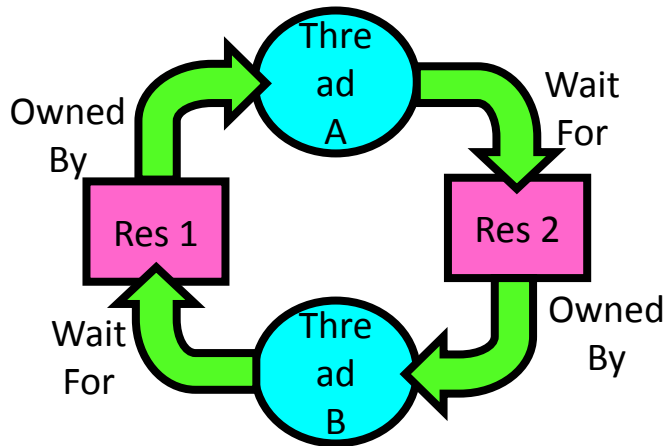 Thre
ad
A
Owned
By
Wait
For
Res 1
Res 2
Wait
For
Thre
ad
B
Owned
By